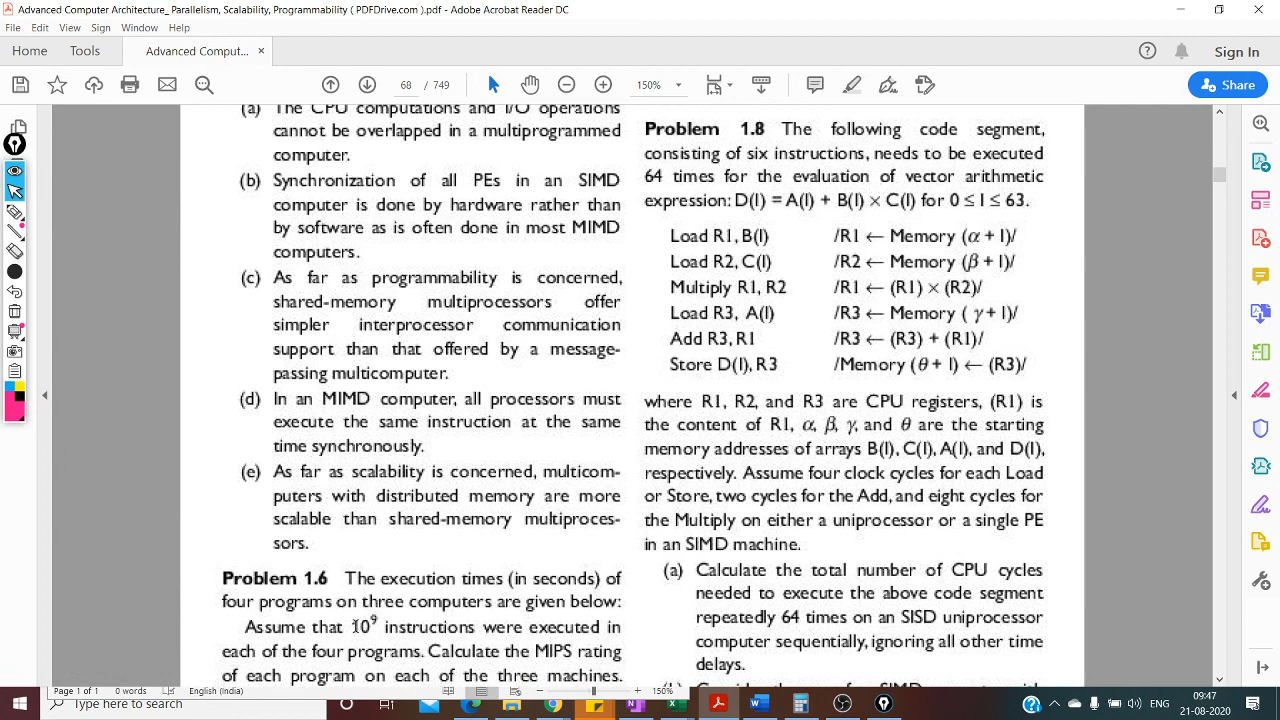 Advanced Computer Architecture_ Parallelism, Scalability, Programmability ( PDFDrive.com ).pdf - Adobe Acrobat Reader DC
File Edit View Sign Window Help
Home Tools Advanced Comput... ×
Sign In
68 / 749
150%
Share
(a) The CPU computations and I/O operations
cannot be overlapped in a multiprogrammed
computer.
(b) Synchronization of all PEs in an SIMD
computer is done by hardware rather than
by software as is often done in most MIMD
computers.
(c) As far as programmability is concerned,
shared-memory multiprocessors offer
simpler interprocessor communication
support than that offered by a message-
passing multicomputer.
(d) In an MIMD computer, all processors must
execute the same instruction at the same
time synchronously.
(e) As far as scalability is concerned, multicom-
puters with distributed memory are more
scalable than shared-memory multiproces-
sors.
Problem 1.6 The execution times (in seconds) of
four programs on three computers are given below:
Assume that 10⁹ instructions were executed in
each of the four programs. Calculate the MIPS rating
of each program on each of the three machines.
Problem 1.8 The following code segment,
consisting of six instructions, needs to be executed
64 times for the evaluation of vector arithmetic
expression: D(I) = A(I) + B(I) × C(I) for 0 ≤ I ≤ 63.
Load R1, B(I) /R1 ← Memory (α + I)/
Load R2, C(I) /R2 ← Memory (β + I)/
Multiply R1, R2 /R1 ← (R1) × (R2)/
Load R3, A(I) /R3 ← Memory ( γ + I)/
Add R3, R1 /R3 ← (R3) + (R1)/
Store D(I), R3 /Memory (θ + I) ← (R3)/
where R1, R2, and R3 are CPU registers, (R1) is
the content of R1, α, β, γ, and θ are the starting
memory addresses of arrays B(I), C(I), A(I), and D(I),
respectively. Assume four clock cycles for each Load
or Store, two cycles for the Add, and eight cycles for
the Multiply on either a uniprocessor or a single PE
in an SIMD machine.
(a) Calculate the total number of CPU cycles
needed to execute the above code segment
repeatedly 64 times on an SISD uniprocessor
computer sequentially, ignoring all other time
delays.
Page 1 of 1 0 words English (India) 150%
Type here to search
ENG
09:47
21-08-2020